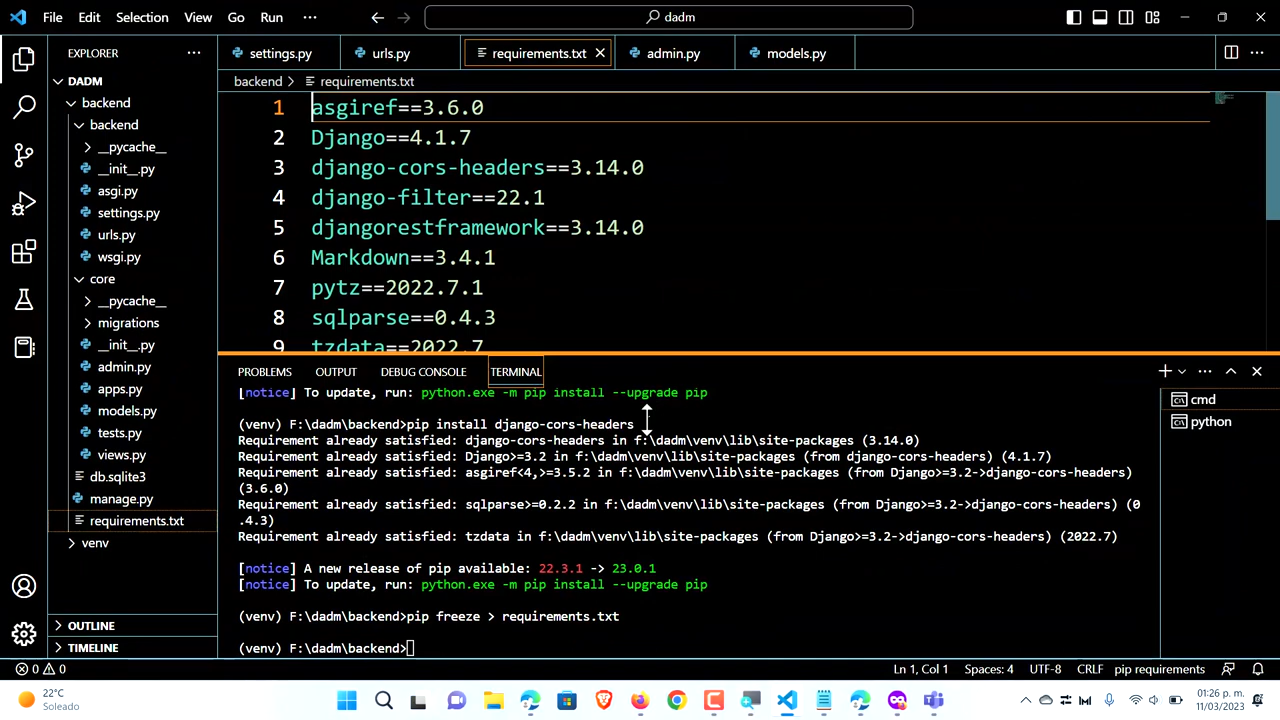 File Edit Selection View Go Run ··· dadm
EXPLORER ···
settings.py urls.py requirements.txt admin.py models.py
DADM
backend > requirements.txt
backend
backend
__pycache__
__init__.py
asgi.py
settings.py
urls.py
wsgi.py
core
__pycache__
migrations
__init__.py
admin.py
apps.py
models.py
tests.py
views.py
db.sqlite3
manage.py
requirements.txt
venv
OUTLINE
TIMELINE
1 asgiref==3.6.0
2 Django==4.1.7
3 django-cors-headers==3.14.0
4 django-filter==22.1
5 djangorestframework==3.14.0
6 Markdown==3.4.1
7 pytz==2022.7.1
8 sqlparse==0.4.3
9 tzdata==2022.7
PROBLEMS OUTPUT DEBUG CONSOLE TERMINAL
[notice] To update, run: python.exe -m pip install --upgrade pip
(venv) F:\dadm\backend>pip install django-cors-headers
Requirement already satisfied: django-cors-headers in f:\dadm\venv\lib\site-packages (3.14.0)
Requirement already satisfied: Django>=3.2 in f:\dadm\venv\lib\site-packages (from django-cors-headers) (4.1.7)
Requirement already satisfied: asgiref<4,>=3.5.2 in f:\dadm\venv\lib\site-packages (from Django>=3.2->django-cors-headers)
(3.6.0)
Requirement already satisfied: sqlparse>=0.2.2 in f:\dadm\venv\lib\site-packages (from Django>=3.2->django-cors-headers) (0
.4.3)
Requirement already satisfied: tzdata in f:\dadm\venv\lib\site-packages (from Django>=3.2->django-cors-headers) (2022.7)
[notice] A new release of pip available: 22.3.1 -> 23.0.1
[notice] To update, run: python.exe -m pip install --upgrade pip
(venv) F:\dadm\backend>pip freeze > requirements.txt
(venv) F:\dadm\backend>
cmd
python
0 0 Ln 1, Col 1 Spaces: 4 UTF-8 CRLF pip requirements
22°C
Soleado
01:26 p. m.
11/03/2023